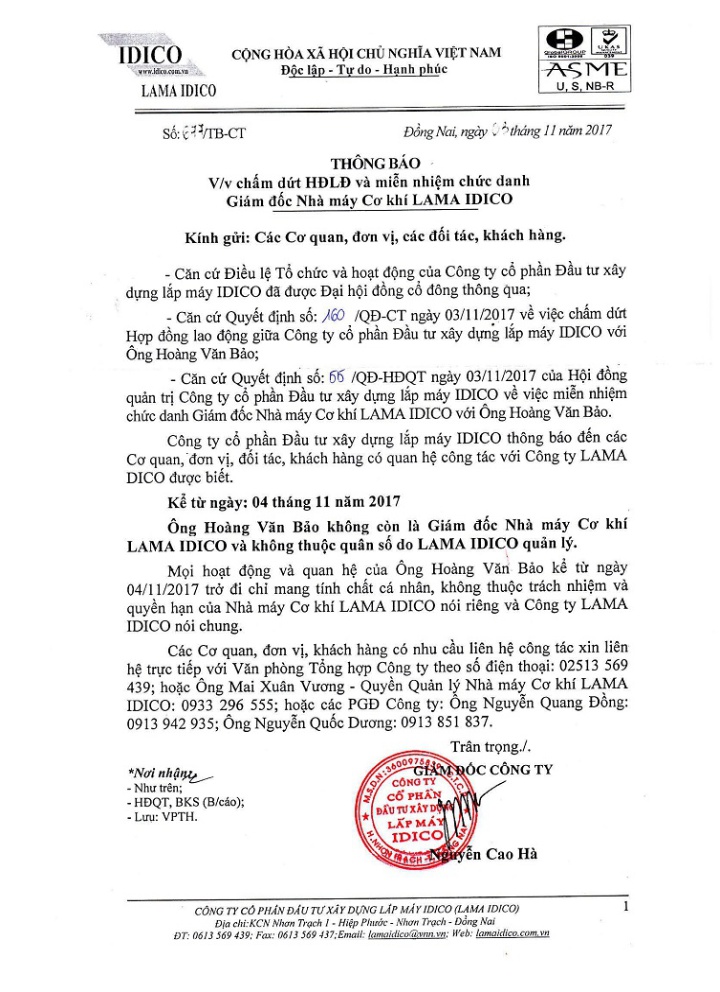 IDICO
www.idico.com.vn
LAMA IDICO
CỘNG HÒA XÃ HỘI CHỦ NGHĨA VIỆT NAM
Độc lập - Tự do - Hạnh phúc
UKAS
ASME
U, S, NB-R
Số: /TB-CT
Đồng Nai, ngày 03 tháng 11 năm 2017
THÔNG BÁO
V/v chấm dứt HĐLĐ và miễn nhiệm chức danh
Giám đốc Nhà máy Cơ khí LAMA IDICO
Kính gửi: Các Cơ quan, đơn vị, các đối tác, khách hàng.
- Căn cứ Điều lệ Tổ chức và hoạt động của Công ty cổ phần Đầu tư xây
dựng lắp máy IDICO đã được Đại hội đồng cổ đông thông qua;
- Căn cứ Quyết định số: 160 /QĐ-CT ngày 03/11/2017 về việc chấm dứt
Hợp đồng lao động giữa Công ty cổ phần Đầu tư xây dựng lắp máy IDICO với
Ông Hoàng Văn Bảo;
- Căn cứ Quyết định số: 66 /QĐ-HĐQT ngày 03/11/2017 của Hội đồng
quản trị Công ty cổ phần Đầu tư xây dựng lắp máy IDICO về việc miễn nhiệm
chức danh Giám đốc Nhà máy Cơ khí LAMA IDICO với Ông Hoàng Văn Bảo.
Công ty cổ phần Đầu tư xây dựng lắp máy IDICO thông báo đến các
Cơ quan, đơn vị, đối tác, khách hàng có quan hệ công tác với Công ty LAMA
DICO được biết.
Kể từ ngày: 04 tháng 11 năm 2017
Ông Hoàng Văn Bảo không còn là Giám đốc Nhà máy Cơ khí
LAMA IDICO và không thuộc quân số do LAMA IDICO quản lý.
Mọi hoạt động và quan hệ của Ông Hoàng Văn Bảo kể từ ngày
04/11/2017 trở đi chỉ mang tính chất cá nhân, không thuộc trách nhiệm và
quyền hạn của Nhà máy Cơ khí LAMA IDICO nói riêng và Công ty LAMA
IDICO nói chung.
Các Cơ quan, đơn vị, khách hàng có nhu cầu liên hệ công tác xin liên
hệ trực tiếp với Văn phòng Tổng hợp Công ty theo số điện thoại: 02513 569
439; hoặc Ông Mai Xuân Vương - Quyền Quản lý Nhà máy Cơ khí LAMA
IDICO: 0933 296 555; hoặc các PGĐ Công ty: Ông Nguyễn Quang Đồng:
0913 942 935; Ông Nguyễn Quốc Dương: 0913 851 837.
Trân trọng./.
*Nơi nhận:
- Như trên;
- HĐQT, BKS (B/cáo);
- Lưu: VPTH.
GIÁM ĐỐC CÔNG TY
M.S.D.N:3600975830
CÔNG TY
CỔ PHẦN
ĐẦU TƯ XÂY DỰNG
LẮP MÁY
IDICO
Nguyễn Cao Hà
CÔNG TY CỔ PHẦN ĐẦU TƯ XÂY DỰNG LẮP MÁY IDICO (LAMA IDICO)
1
Địa chỉ:KCN Nhơn Trạch 1 - Hiệp Phước - Nhơn Trạch - Đồng Nai
ĐT: 0613 569 439; Fax: 0613 569 437;Email: lamaidico@vnn.vn; Web: lamaidico.com.vn